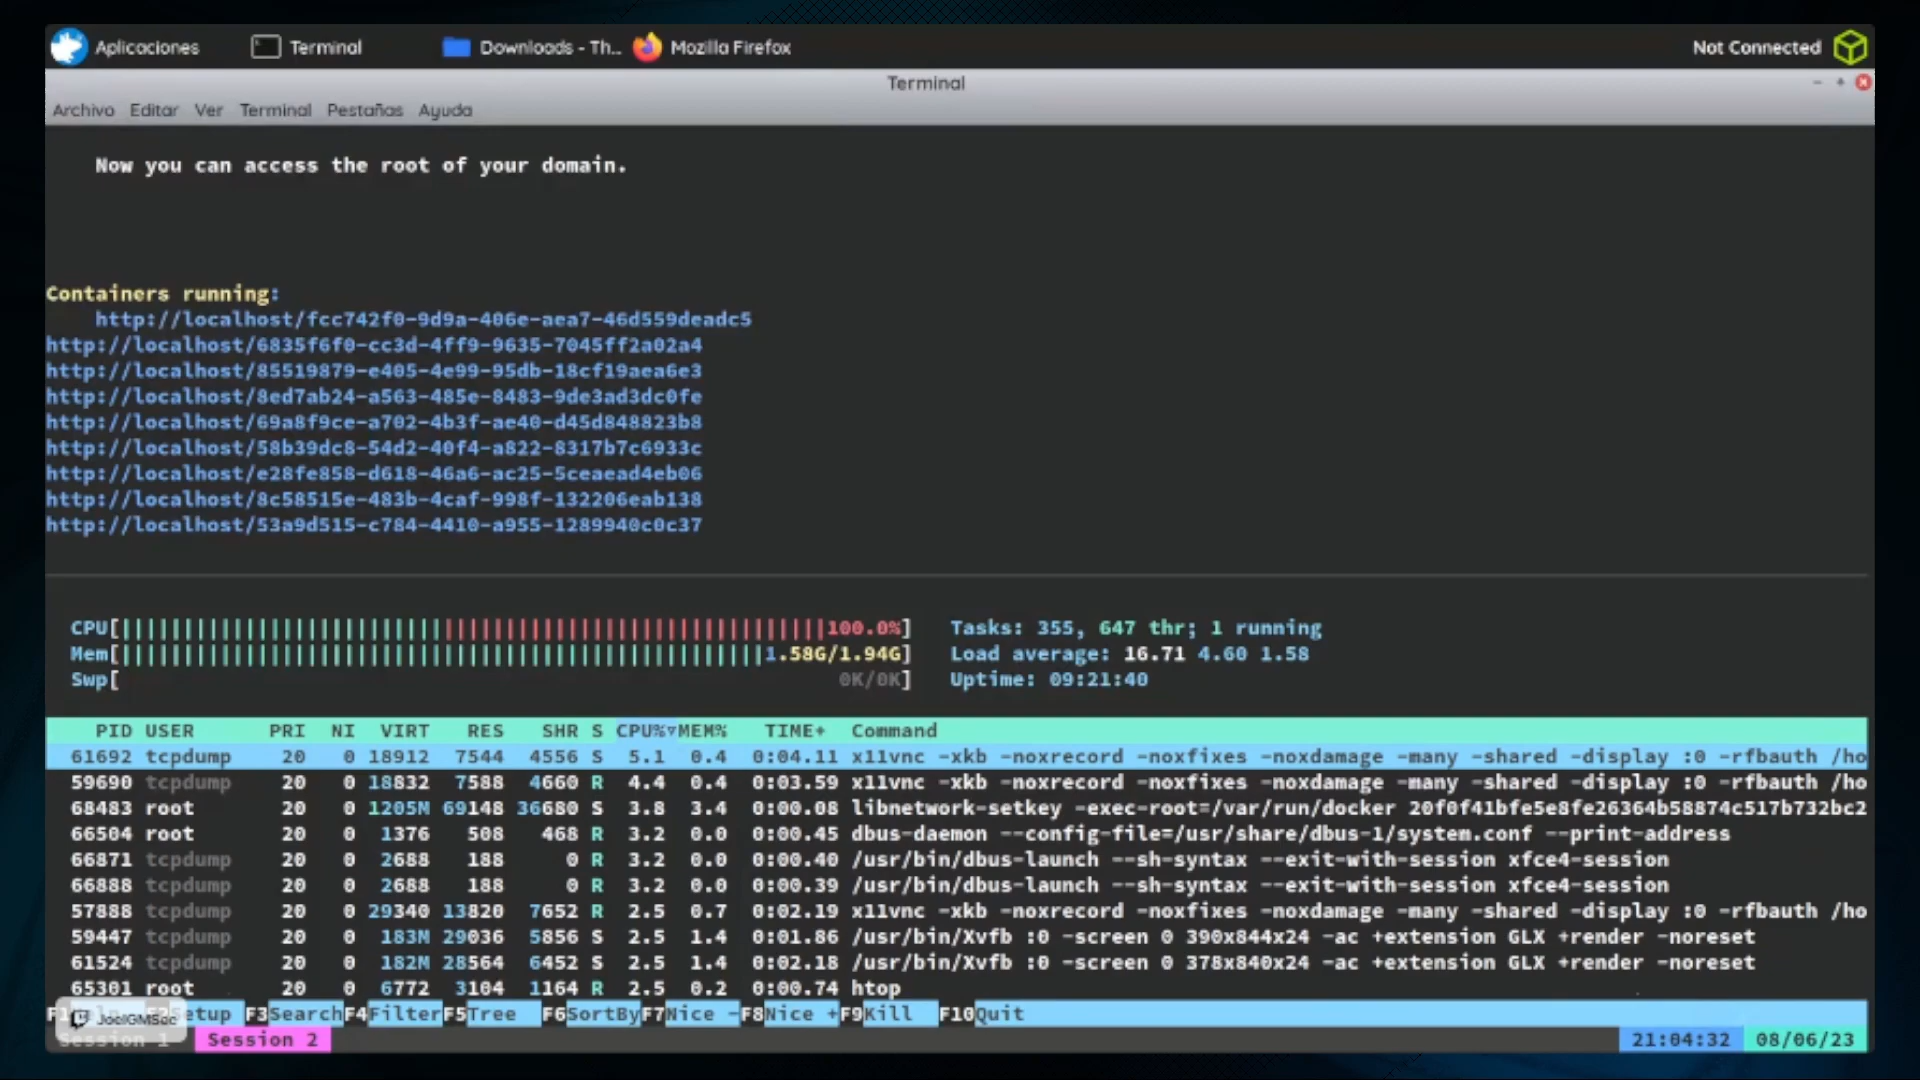 Aplicaciones Terminal Downloads - Th... Mozilla Firefox Not Connected
Terminal
Archivo Editar Ver Terminal Pestañas Ayuda
Now you can access the root of your domain.
Containers running:
http://localhost/fcc742f0-9d9a-406e-aea7-46d559deadc5
http://localhost/6835f6f0-cc3d-4ff9-9635-7045ff2a02a4
http://localhost/85519879-e405-4e99-95db-18cf19aea6e3
http://localhost/8ed7ab24-a563-485e-8483-9de3ad3dc0fe
http://localhost/69a8f9ce-a702-4b3f-ae40-d45d848823b8
http://localhost/58b39dc8-54d2-40f4-a822-8317b7c6933c
http://localhost/e28fe858-d618-46a6-ac25-5ceaead4eb06
http://localhost/8c58515e-483b-4caf-998f-132206eab138
http://localhost/53a9d515-c784-4410-a955-1289940c0c37
CPU[100.0%] Tasks: 355, 647 thr; 1 running
Mem[1.58G/1.94G] Load average: 16.71 4.60 1.58
Swp[0K/0K] Uptime: 09:21:40
PID USER PRI NI VIRT RES SHR S CPU%▽MEM% TIME+ Command
61692 tcpdump 20 0 18912 7544 4556 S 5.1 0.4 0:04.11 x11vnc -xkb -noxrecord -noxfixes -noxdamage -many -shared -display :0 -rfbauth /ho
59690 tcpdump 20 0 18832 7588 4660 R 4.4 0.4 0:03.59 x11vnc -xkb -noxrecord -noxfixes -noxdamage -many -shared -display :0 -rfbauth /ho
68483 root 20 0 1205M 69148 36680 S 3.8 3.4 0:00.08 libnetwork-setkey -exec-root=/var/run/docker 20f0f41bfe5e8fe26364b58874c517b732bc2
66504 root 20 0 1376 508 468 R 3.2 0.0 0:00.45 dbus-daemon --config-file=/usr/share/dbus-1/system.conf --print-address
66871 tcpdump 20 0 2688 188 0 R 3.2 0.0 0:00.40 /usr/bin/dbus-launch --sh-syntax --exit-with-session xfce4-session
66888 tcpdump 20 0 2688 188 0 R 3.2 0.0 0:00.39 /usr/bin/dbus-launch --sh-syntax --exit-with-session xfce4-session
57888 tcpdump 20 0 29340 13820 7652 R 2.5 0.7 0:02.19 x11vnc -xkb -noxrecord -noxfixes -noxdamage -many -shared -display :0 -rfbauth /ho
59447 tcpdump 20 0 183M 29036 5856 S 2.5 1.4 0:01.86 /usr/bin/Xvfb :0 -screen 0 390x844x24 -ac +extension GLX +render -noreset
61524 tcpdump 20 0 182M 28564 6452 S 2.5 1.4 0:02.18 /usr/bin/Xvfb :0 -screen 0 378x840x24 -ac +extension GLX +render -noreset
65301 root 20 0 6772 3104 1164 R 2.5 0.2 0:00.74 htop
F3Search F4Filter F5Tree F6SortBy F7Nice - F8Nice + F9Kill F10Quit
JoelGMSec
Session 1 Session 2 21:04:32 08/06/23